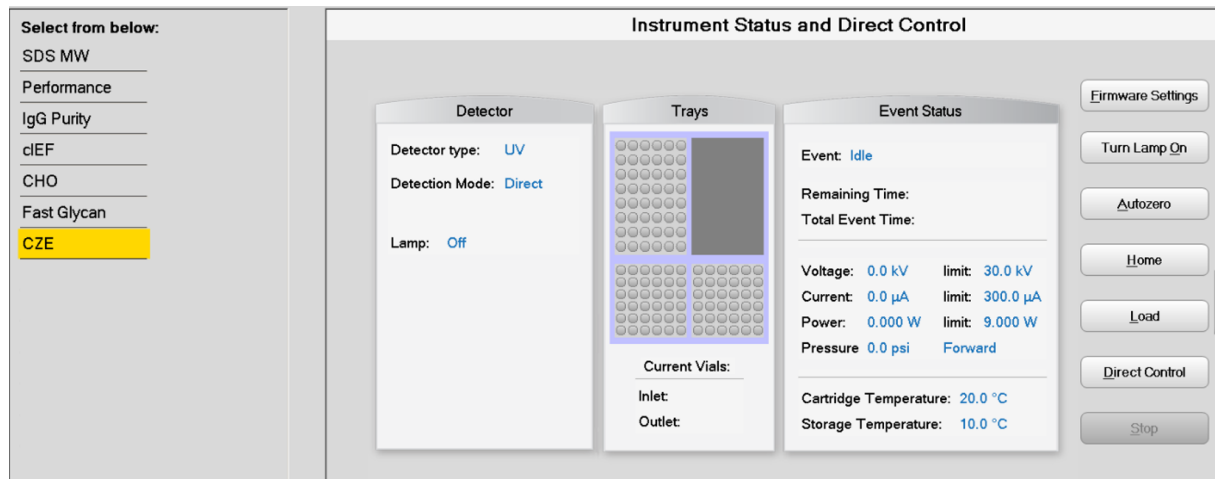 Select from below:
SDS MW
Performance
IgG Purity
cIEF
CHO
Fast Glycan
CZE
Instrument Status and Direct Control
Detector
Detector type: UV
Detection Mode: Direct
Lamp: Off
Trays
Current Vials:
Inlet:
Outlet:
Event Status
Event: Idle
Remaining Time:
Total Event Time:
Voltage: 0.0 kV limit: 30.0 kV
Current: 0.0 µA limit: 300.0 µA
Power: 0.000 W limit: 9.000 W
Pressure 0.0 psi Forward
Cartridge Temperature: 20.0 °C
Storage Temperature: 10.0 °C
Firmware Settings
Turn Lamp On
Autozero
Home
Load
Direct Control
Stop